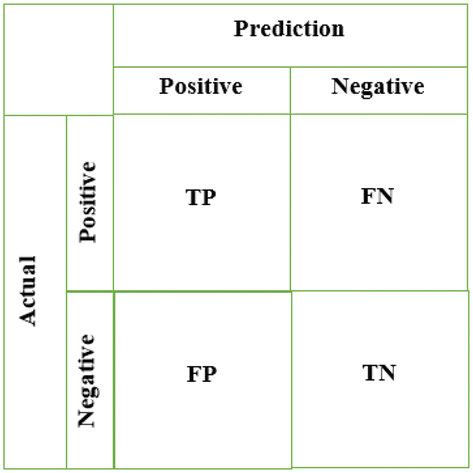 Prediction
Positive Negative
Actual
Positive
TP FN
Negative
FP TN